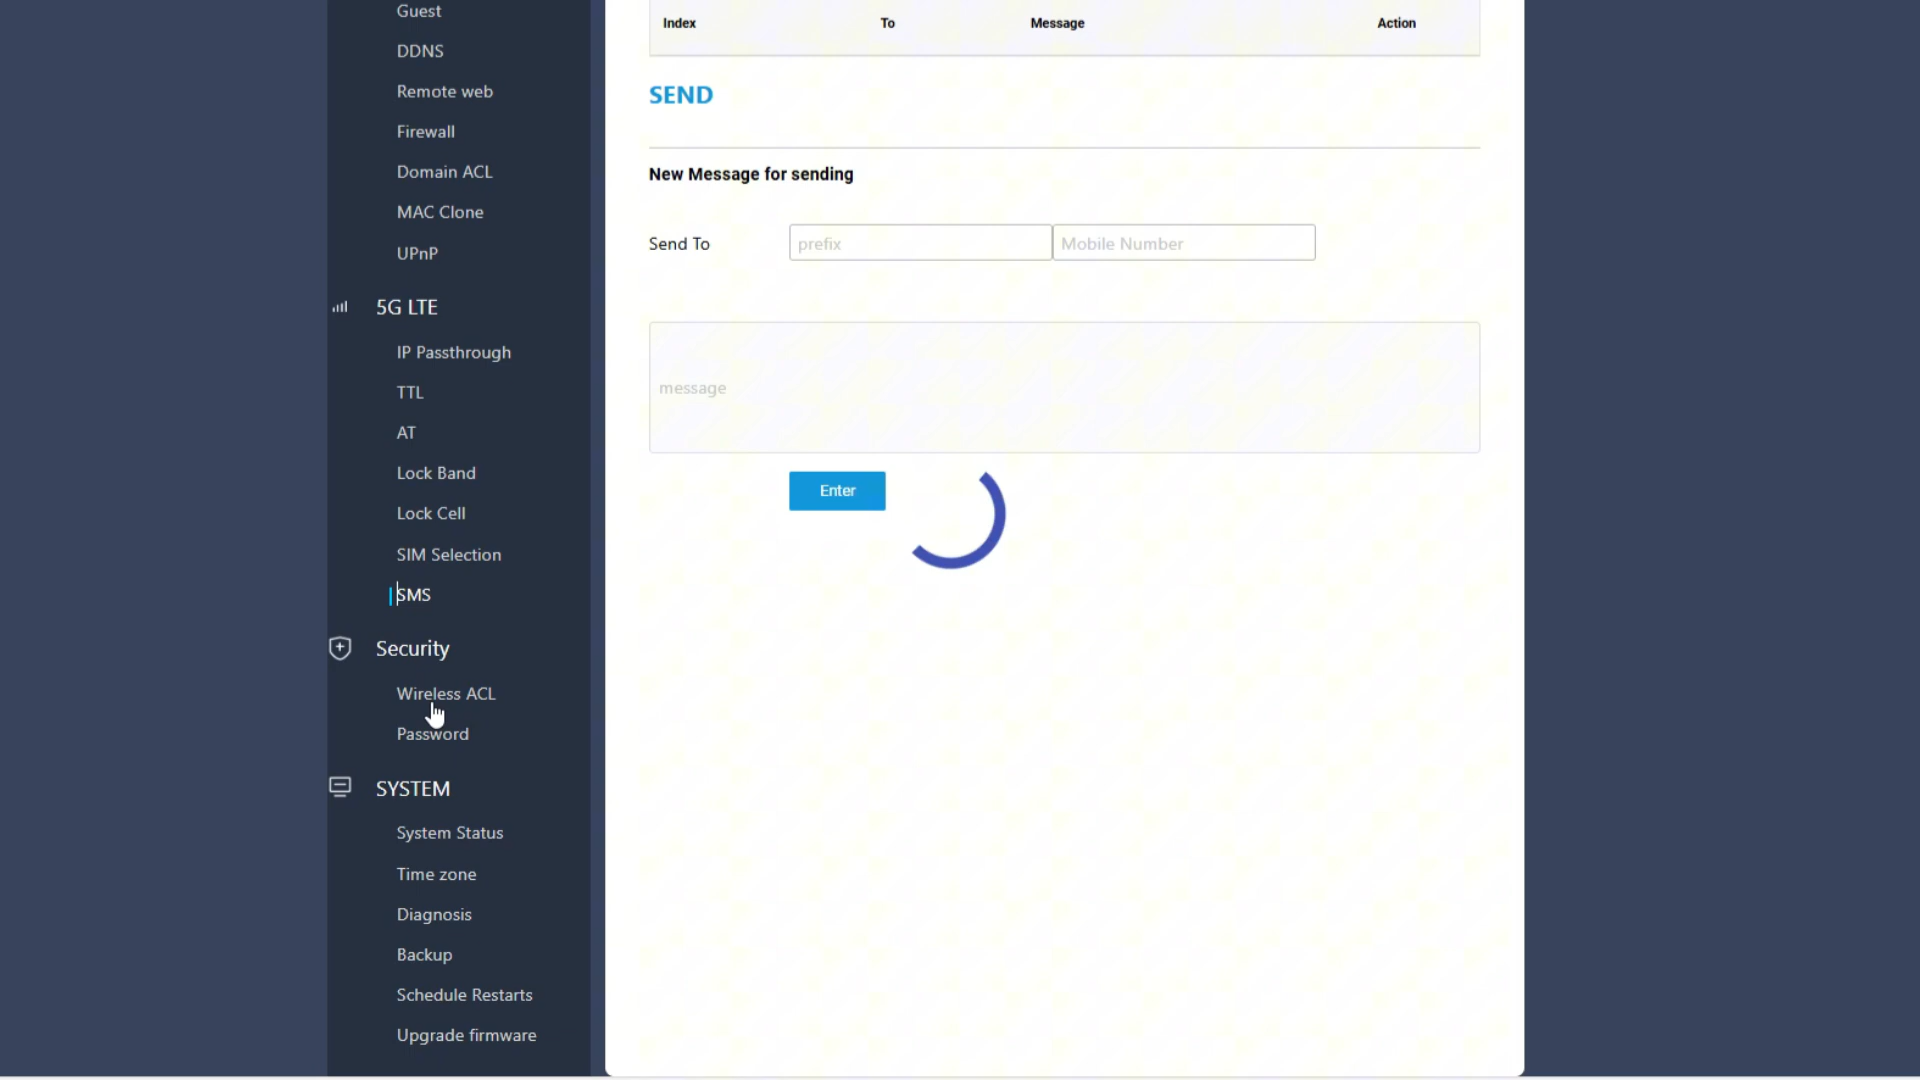 Guest
DDNS
Remote web
Firewall
Domain ACL
MAC Clone
UPnP
5G LTE
IP Passthrough
TTL
AT
Lock Band
Lock Cell
SIM Selection
SMS
Security
Wireless ACL
Password
SYSTEM
System Status
Time zone
Diagnosis
Backup
Schedule Restarts
Upgrade firmware
Index To Message Action
SEND
New Message for sending
Send To prefix Mobile Number
message
Enter